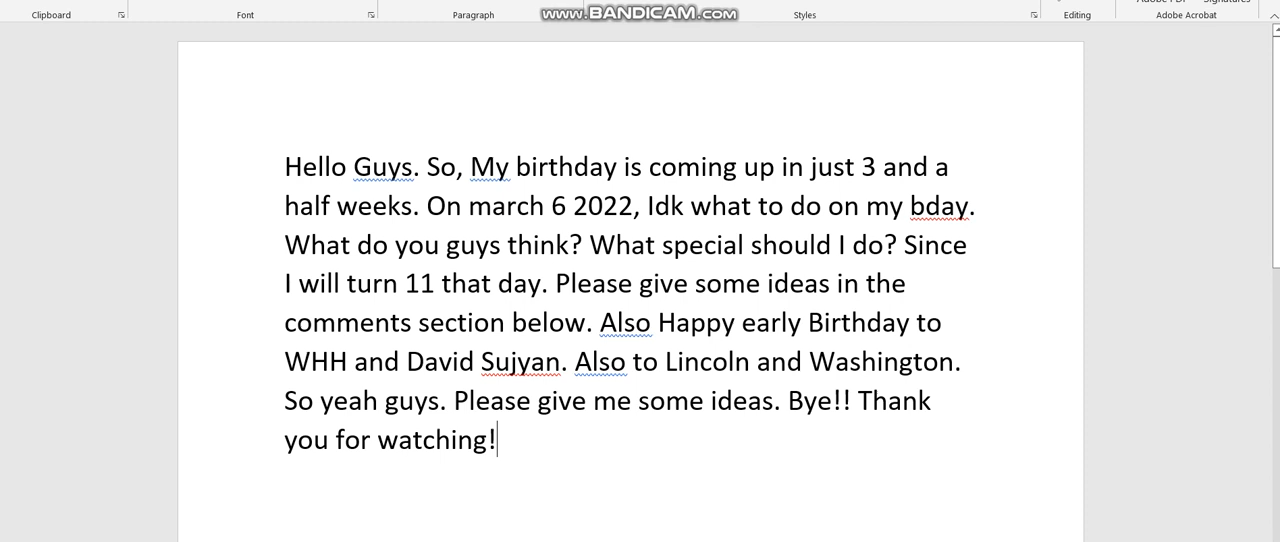 Clipboard Font Paragraph Styles Editing Adobe Acrobat
www.BANDICAM.com
Hello Guys. So, My birthday is coming up in just 3 and a
half weeks. On march 6 2022, Idk what to do on my bday.
What do you guys think? What special should I do? Since
I will turn 11 that day. Please give some ideas in the
comments section below. Also Happy early Birthday to
WHH and David Sujyan. Also to Lincoln and Washington.
So yeah guys. Please give me some ideas. Bye!! Thank
you for watching!